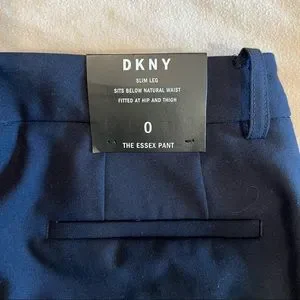 DKNY
SLIM LEG
SITS BELOW NATURAL WAIST
FITTED AT HIP AND THIGH
0
THE ESSEX PANT